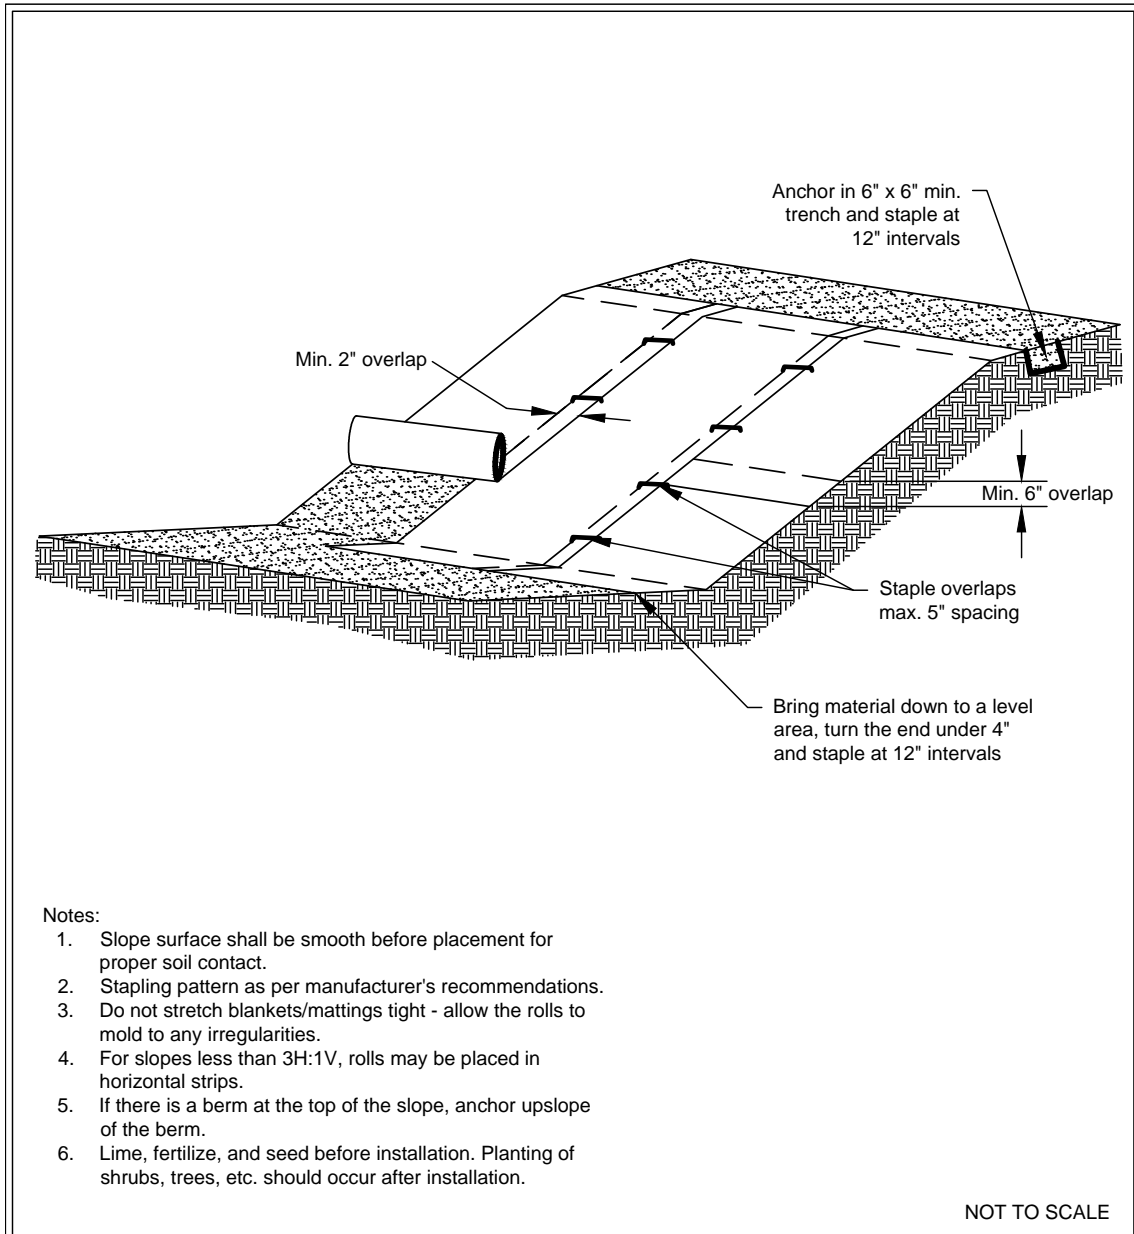 Anchor in 6" x 6" min.
trench and staple at
12" intervals
Min. 2" overlap
Min. 6" overlap
Staple overlaps
max. 5" spacing
Bring material down to a level
area, turn the end under 4"
and staple at 12" intervals
Notes:
1. Slope surface shall be smooth before placement for
proper soil contact.
2. Stapling pattern as per manufacturer's recommendations.
3. Do not stretch blankets/mattings tight - allow the rolls to
mold to any irregularities.
4. For slopes less than 3H:1V, rolls may be placed in
horizontal strips.
5. If there is a berm at the top of the slope, anchor upslope
of the berm.
6. Lime, fertilize, and seed before installation. Planting of
shrubs, trees, etc. should occur after installation.
NOT TO SCALE